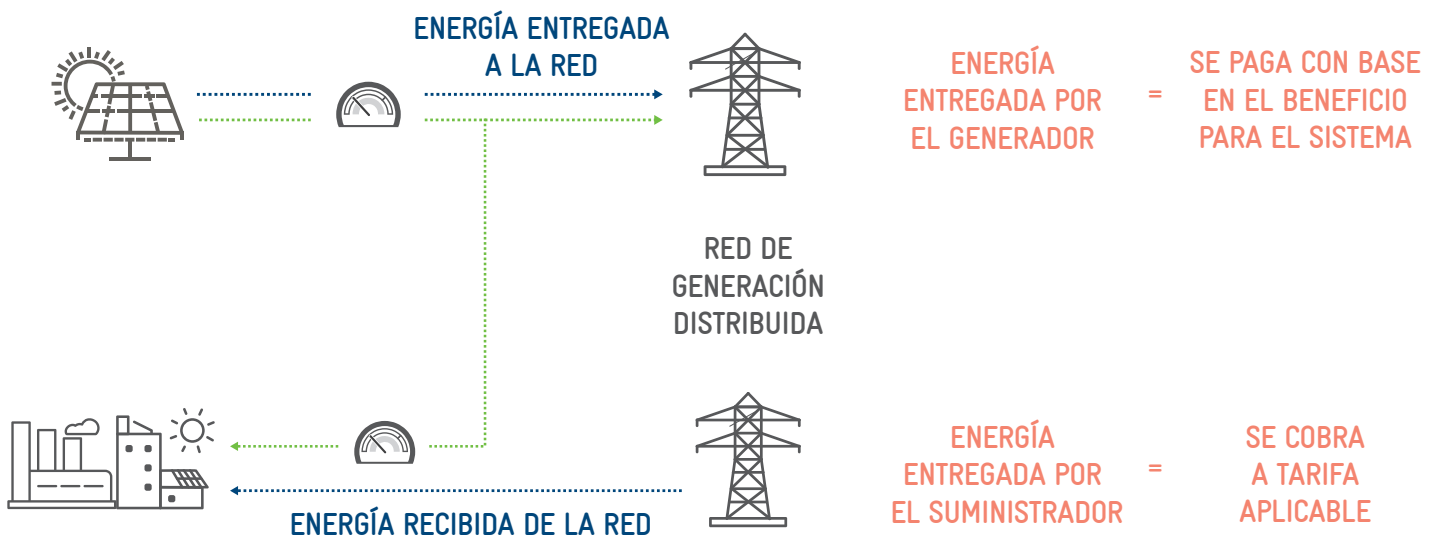 ENERGÍA ENTREGADA
A LA RED
ENERGÍA
ENTREGADA POR
EL GENERADOR
=
SE PAGA CON BASE
EN EL BENEFICIO
PARA EL SISTEMA
RED DE
GENERACIÓN
DISTRIBUIDA
ENERGÍA RECIBIDA DE LA RED
ENERGÍA
ENTREGADA POR
EL SUMINISTRADOR
=
SE COBRA
A TARIFA
APLICABLE